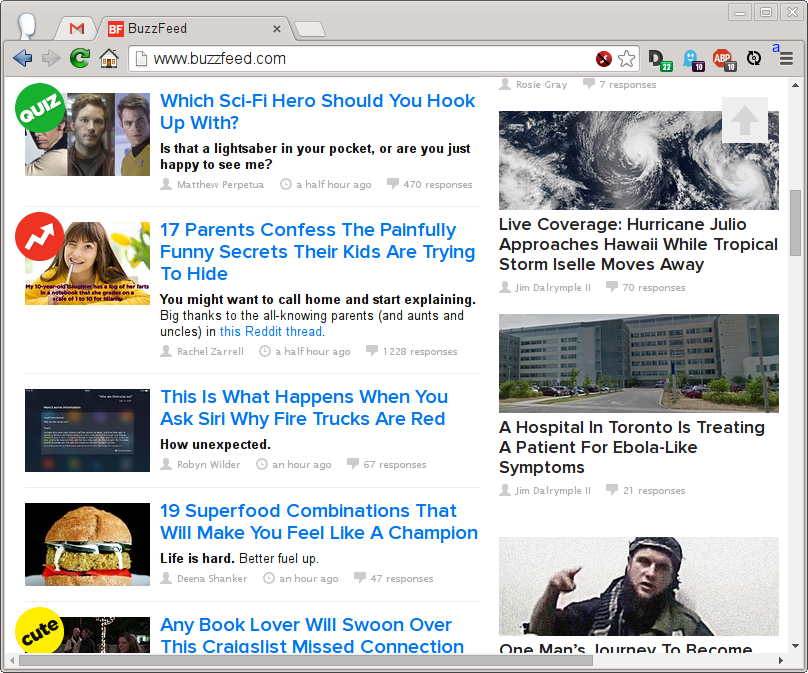 BF BuzzFeed
www.buzzfeed.com
22
10
ABP
10
a
QUIZ
Which Sci-Fi Hero Should You Hook
Up With?
Is that a lightsaber in your pocket, or are you just
happy to see me?
Matthew Perpetua a half hour ago 470 responses
17 Parents Confess The Painfully
Funny Secrets Their Kids Are Trying
To Hide
My 10-year-old daughter has a log of her farts
in a notebook that she grades on a
scale of 1 to 10 for hilarity.
You might want to call home and start explaining.
Big thanks to the all-knowing parents (and aunts and
uncles) in this Reddit thread.
Rachel Zarrell a half hour ago 1228 responses
This Is What Happens When You
Ask Siri Why Fire Trucks Are Red
How unexpected.
Robyn Wilder an hour ago 67 responses
Here's some information
19 Superfood Combinations That
Will Make You Feel Like A Champion
Life is hard. Better fuel up.
Deena Shanker an hour ago 47 responses
cute
Any Book Lover Will Swoon Over
This Craigslist Missed Connection
Rosie Gray 7 responses
Live Coverage: Hurricane Julio
Approaches Hawaii While Tropical
Storm Iselle Moves Away
Jim Dalrymple II 70 responses
A Hospital In Toronto Is Treating
A Patient For Ebola-Like
Symptoms
Jim Dalrymple II 21 responses
One Man's Journey To Become